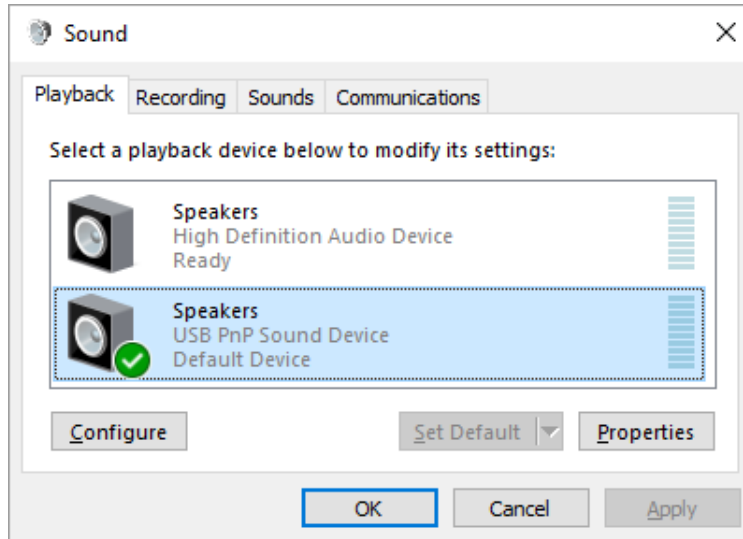 Sound
Playback Recording Sounds Communications
Select a playback device below to modify its settings:
Speakers
High Definition Audio Device
Ready
Speakers
USB PnP Sound Device
Default Device
Configure Set Default Properties
OK Cancel Apply